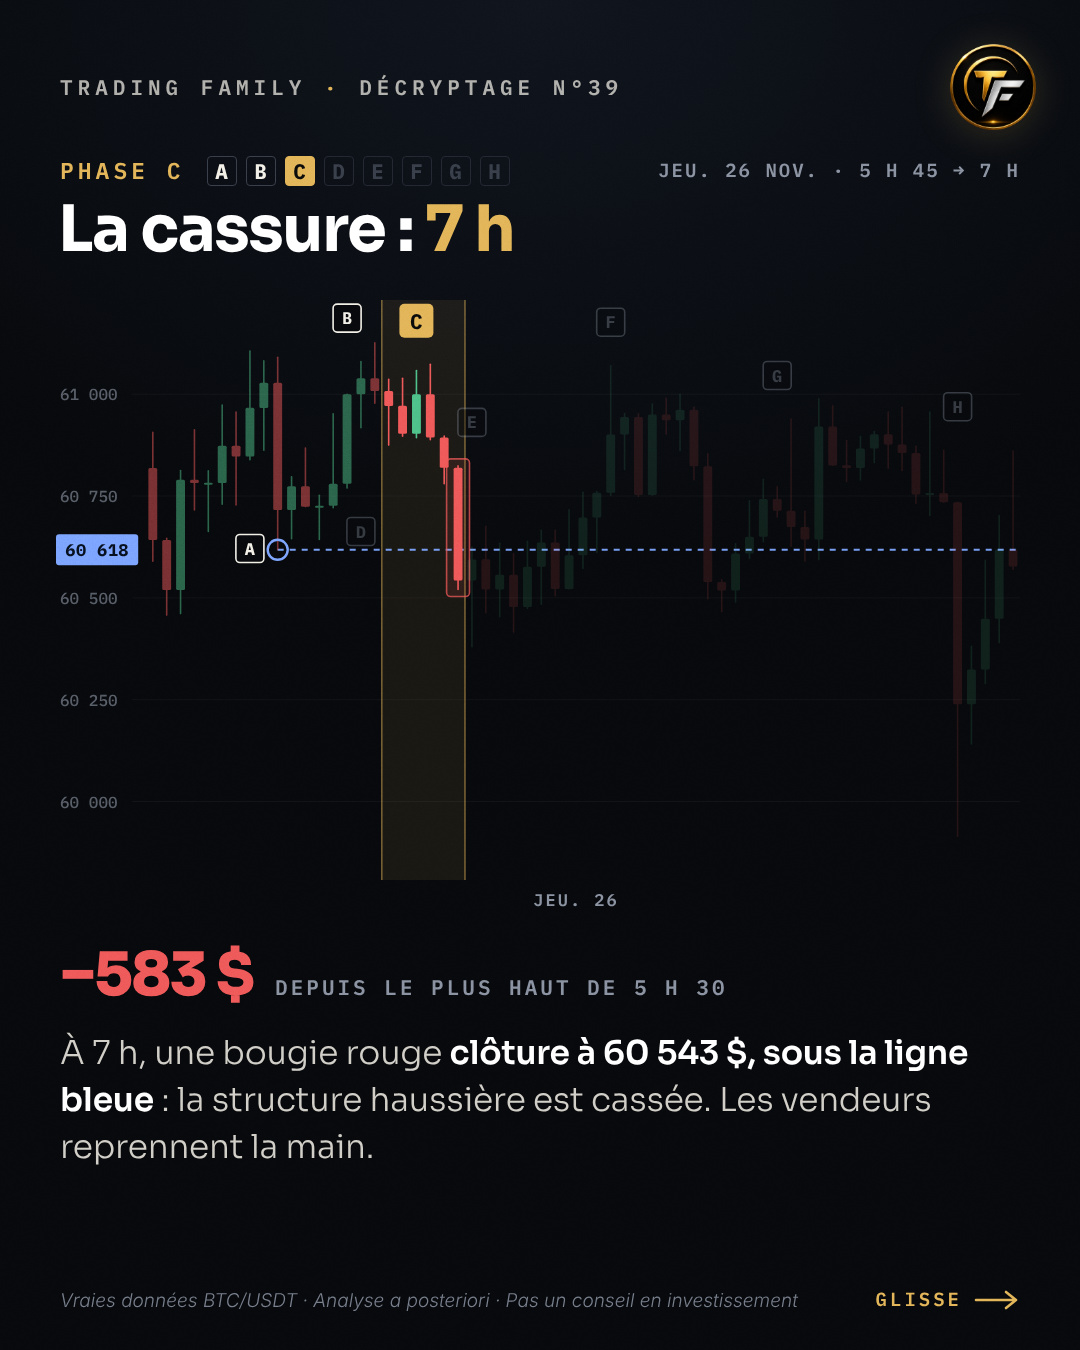 TRADING FAMILY · DÉCRYPTAGE N°39
TF
PHASE C A B C D E F G H
JEU. 26 NOV. · 5 H 45 → 7 H
La cassure : 7 h
B
C
F
G
H
E
D
A
61 000
60 750
60 618
60 500
60 250
60 000
JEU. 26
−583 $ DEPUIS LE PLUS HAUT DE 5 H 30
À 7 h, une bougie rouge clôture à 60 543 $, sous la ligne
bleue : la structure haussière est cassée. Les vendeurs
reprennent la main.
Vraies données BTC/USDT · Analyse a posteriori · Pas un conseil en investissement
GLISSE →